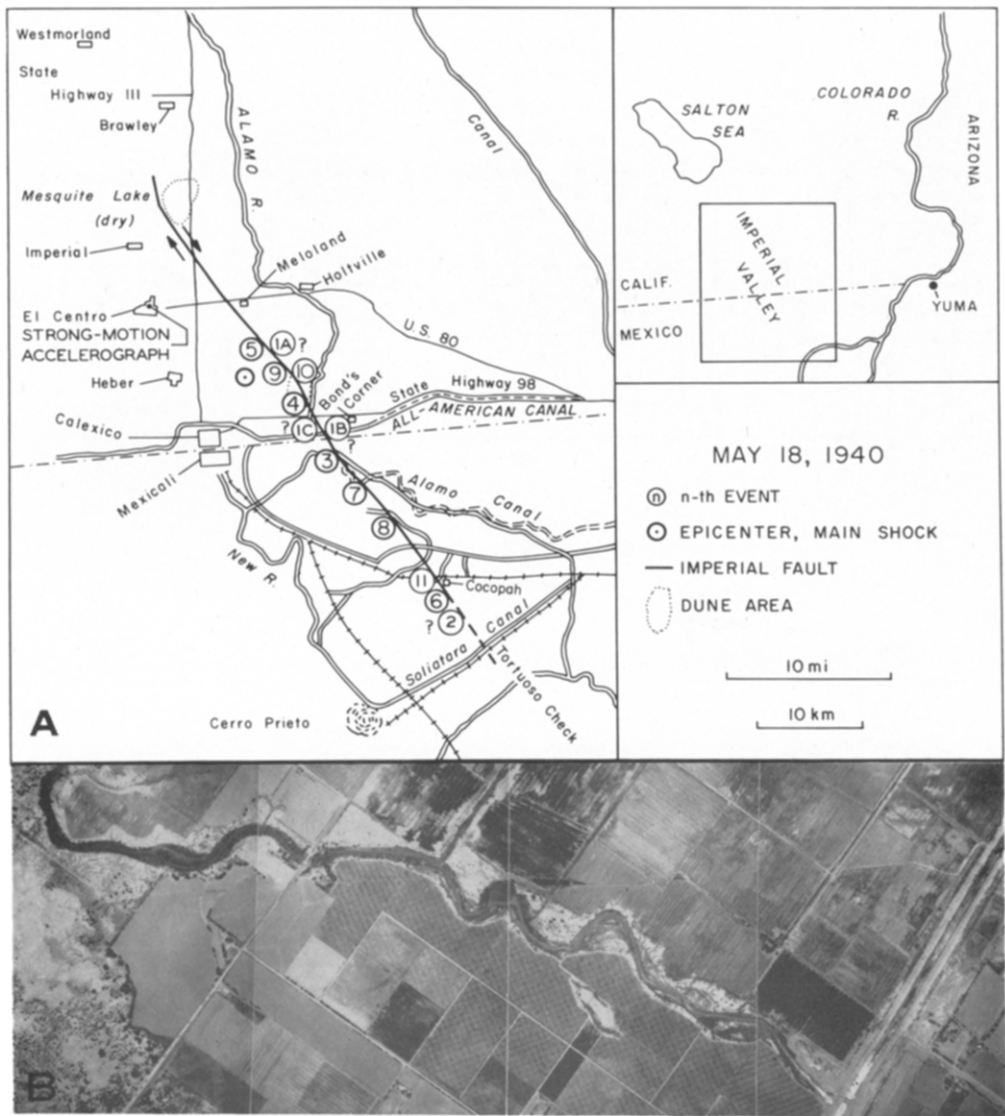 Westmorland
State
Highway 111
Brawley
ALAMO R.
Canal
Mesquite Lake
(dry)
Imperial
Meloland
Holtville
El Centro
STRONG-MOTION
ACCELEROGRAPH
U.S. 80
5
1A ?
9
10
Heber
4
Bond's
Corner
State Highway 98
ALL-AMERICAN CANAL
Calexico
?
1C
1B
?
Mexicali
3
7
Alamo Canal
8
New R.
11
Cocopah
6
?
2
Soliatara Canal
Tortuoso Check
Cerro Prieto
A
SALTON
SEA
COLORADO
R.
ARIZONA
IMPERIAL
VALLEY
CALIF.
MEXICO
YUMA
MAY 18, 1940
n n-th EVENT
EPICENTER, MAIN SHOCK
IMPERIAL FAULT
DUNE AREA
10 mi
10 km
B